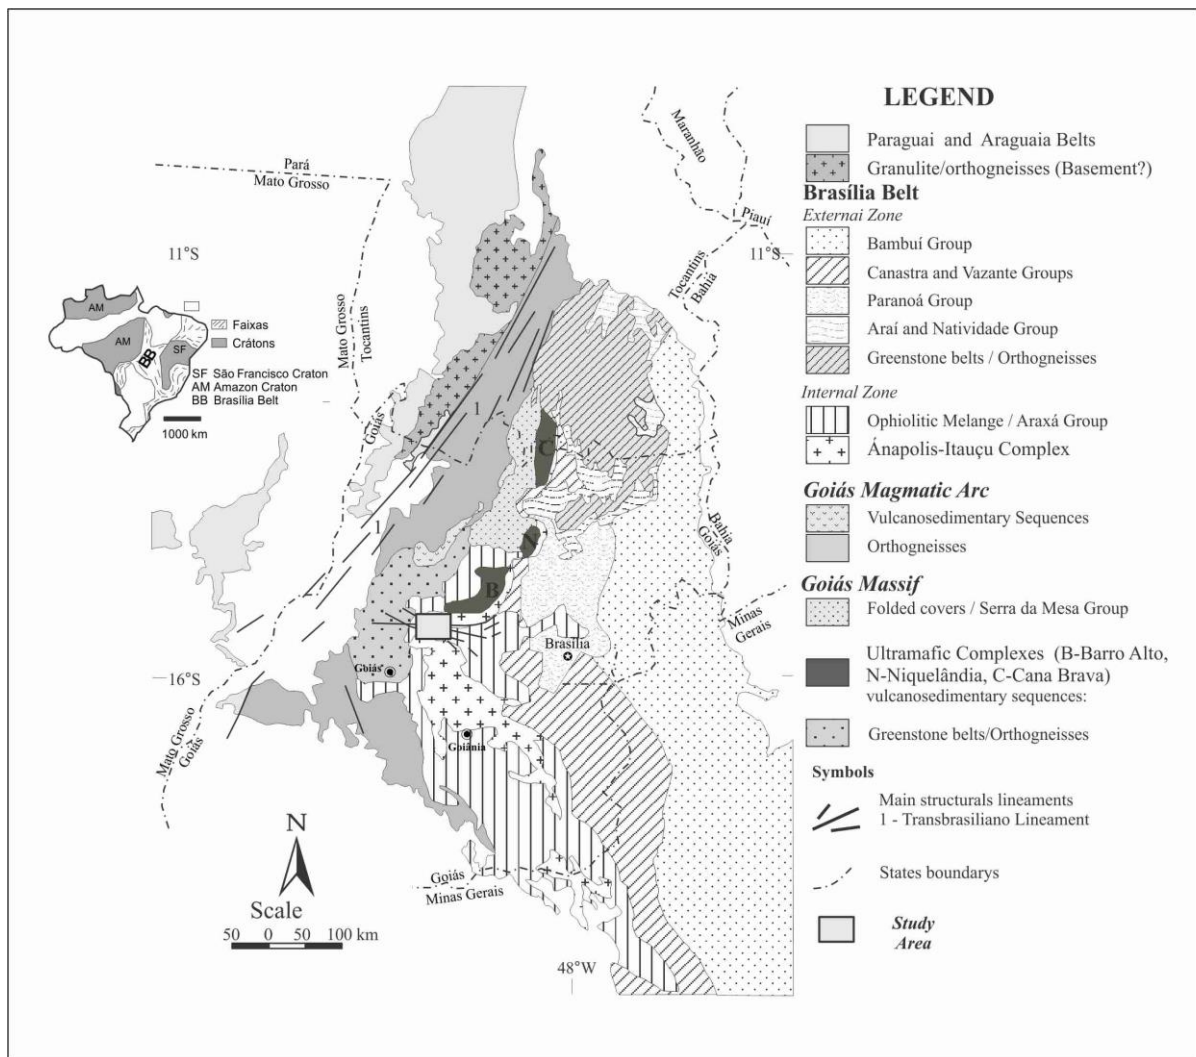 LEGEND
Paraguai and Araguaia Belts
Granulite/orthogneisses (Basement?)
Brasília Belt
Externai Zone
Bambuí Group
Canastra and Vazante Groups
Paranoá Group
Araí and Natividade Group
Greenstone belts / Orthogneisses
Internal Zone
Ophiolitic Melange / Araxá Group
Ánapolis-Itauçu Complex
Goiás Magmatic Arc
Vulcanosedimentary Sequences
Orthogneisses
Goiás Massif
Folded covers / Serra da Mesa Group
Ultramafic Complexes (B-Barro Alto,
N-Niquelândia, C-Cana Brava)
vulcanosedimentary sequences:
Greenstone belts/Orthogneisses
Symbols
Main structurals lineaments
1 - Transbrasiliano Lineament
States boundarys
Study
Area
Pará
Mato Grosso
Maranhão
Piauí
11°S
11°S
Tocantins
Bahia
Mato Grosso
Tocantins
AM
AM
SF
BB
Faixas
Crátons
SF São Francisco Craton
AM Amazon Craton
BB Brasília Belt
1000 km
Goiás
1
C
1
N
B
Bahia
Goiás
Minas
Gerais
Brasília
Goiás
16°S
Goiânia
Mato Grosso
Goiás
N
Scale
50 0 50 100 km
Goiás
Minas Gerais
48°W